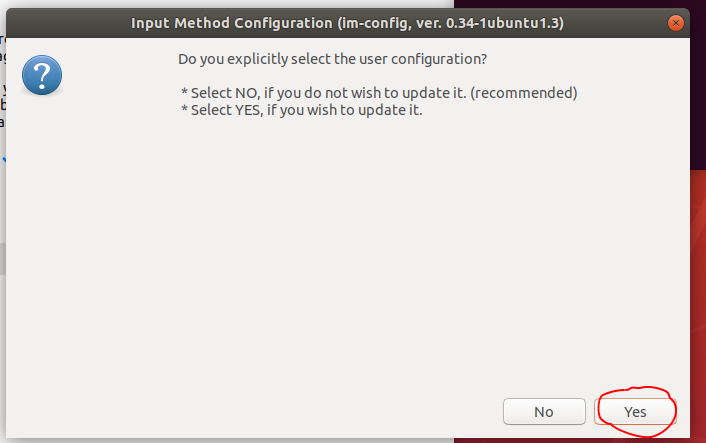 Input Method Configuration (im-config, ver. 0.34-1ubuntu1.3)
Do you explicitly select the user configuration?
* Select NO, if you do not wish to update it. (recommended)
* Select YES, if you wish to update it.
No
Yes